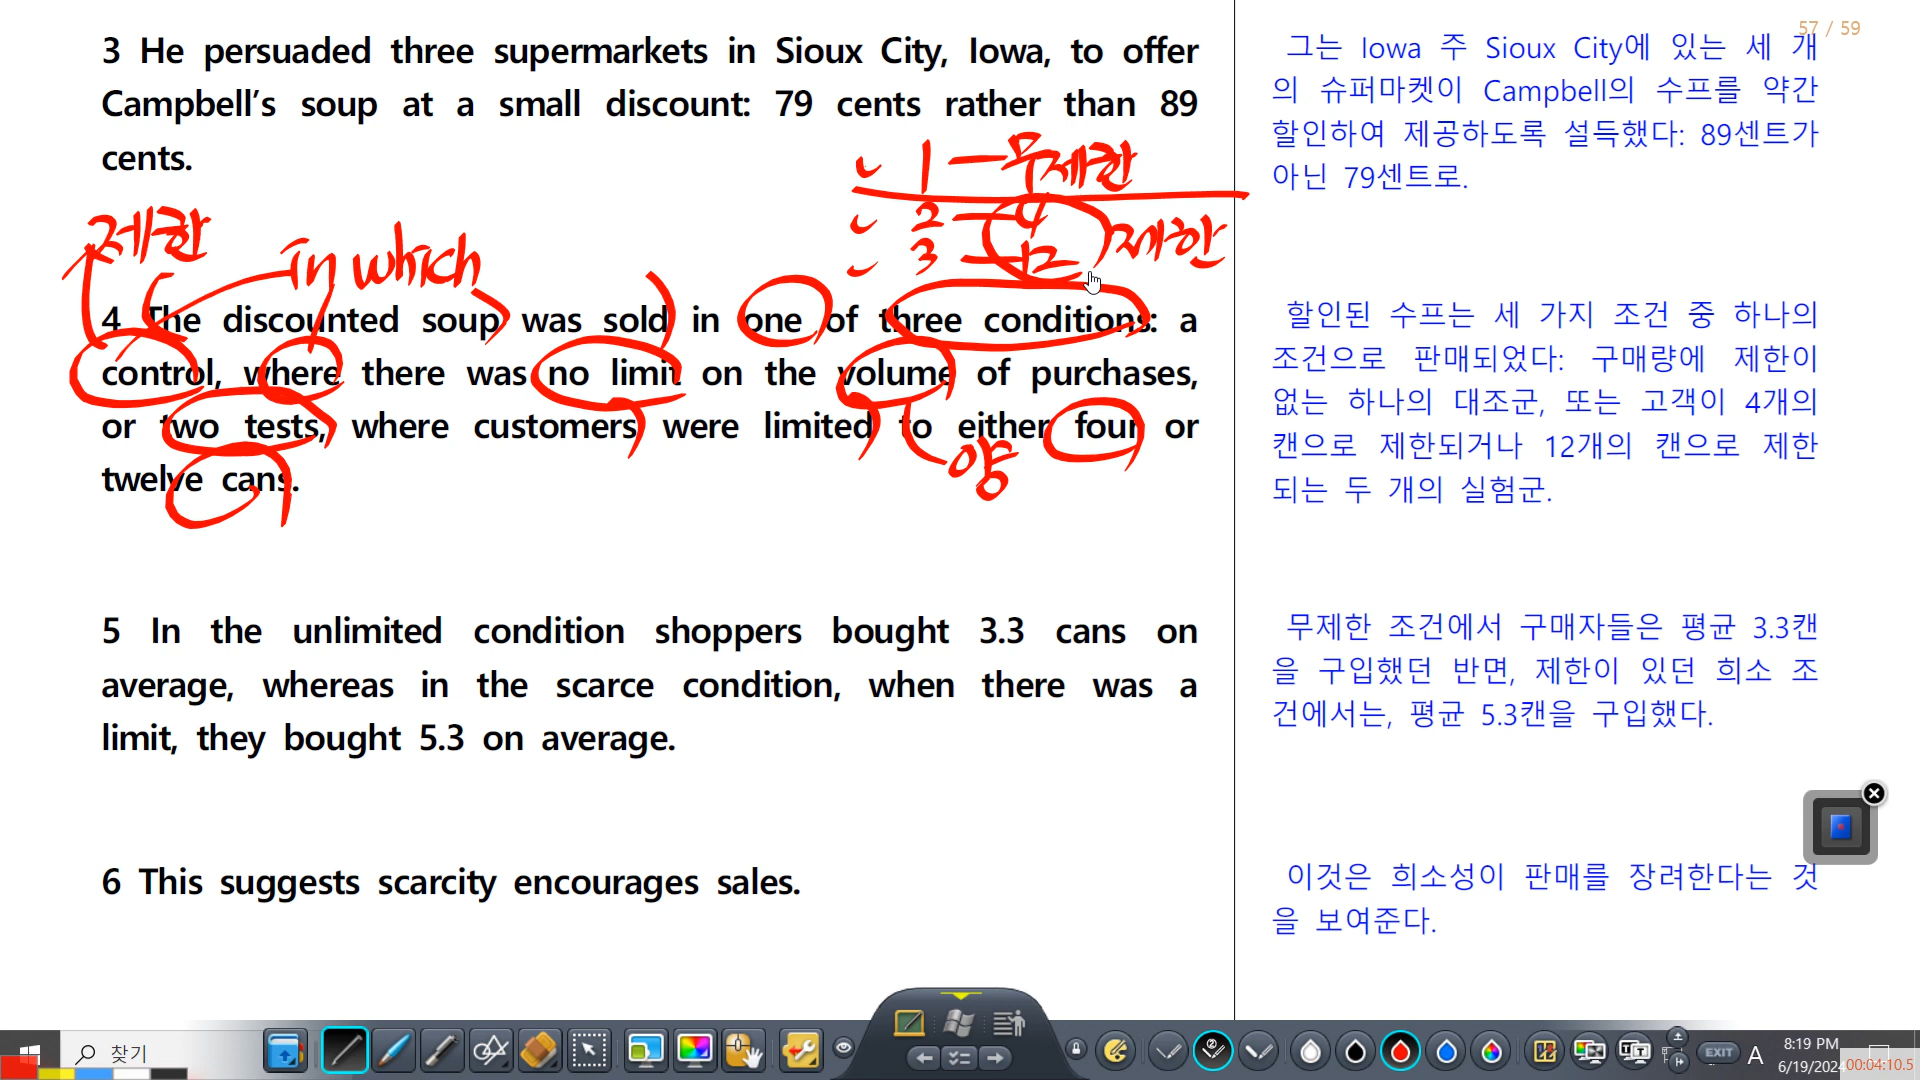 57 / 59
3 He persuaded three supermarkets in Sioux City, Iowa, to offer
Campbell's soup at a small discount: 79 cents rather than 89
cents.
그는 Iowa 주 Sioux City에 있는 세 개
의 슈퍼마켓이 Campbell의 수프를 약간
할인하여 제공하도록 설득했다: 89센트가
아닌 79센트로.
1 — 무제한
2 — 4
3 — 12
제한
제한
in which
4 The discounted soup was sold in one of three conditions: a
control, where there was no limit on the volume of purchases,
or two tests, where customers were limited to either four or
twelve cans.
양
할인된 수프는 세 가지 조건 중 하나의
조건으로 판매되었다: 구매량에 제한이
없는 하나의 대조군, 또는 고객이 4개의
캔으로 제한되거나 12개의 캔으로 제한
되는 두 개의 실험군.
5 In the unlimited condition shoppers bought 3.3 cans on
average, whereas in the scarce condition, when there was a
limit, they bought 5.3 on average.
무제한 조건에서 구매자들은 평균 3.3캔
을 구입했던 반면, 제한이 있던 희소 조
건에서는, 평균 5.3캔을 구입했다.
6 This suggests scarcity encourages sales.
이것은 희소성이 판매를 장려한다는 것
을 보여준다.
찾기
EXIT
A
8:19 PM
6/19/2024
00:04:10.5